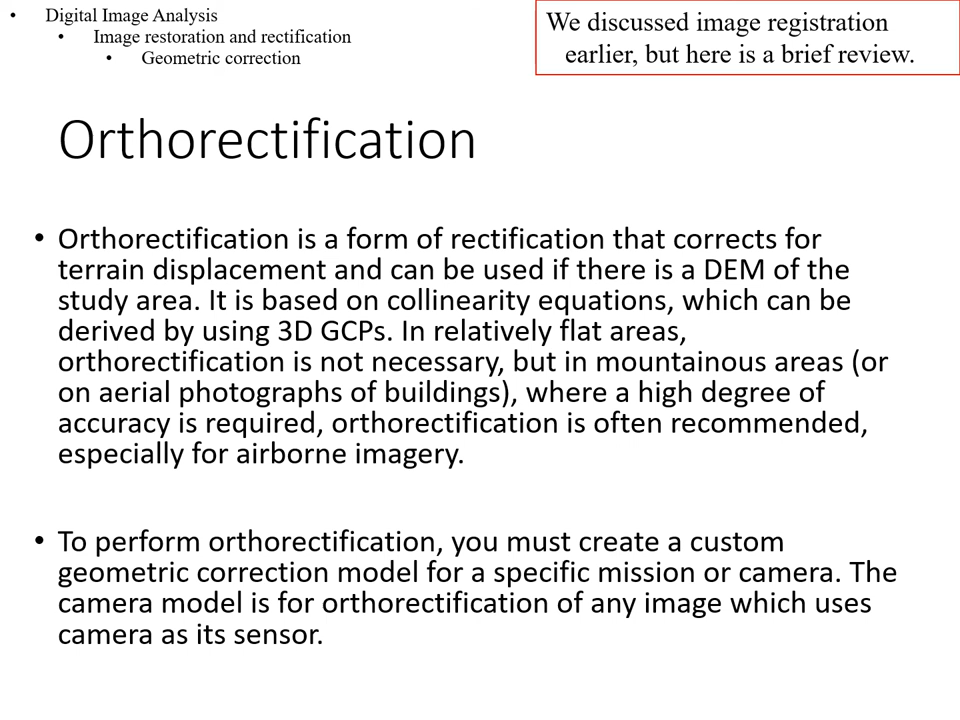 • Digital Image Analysis
• Image restoration and rectification
• Geometric correction
We discussed image registration
earlier, but here is a brief review.
Orthorectification
• Orthorectification is a form of rectification that corrects for
terrain displacement and can be used if there is a DEM of the
study area. It is based on collinearity equations, which can be
derived by using 3D GCPs. In relatively flat areas,
orthorectification is not necessary, but in mountainous areas (or
on aerial photographs of buildings), where a high degree of
accuracy is required, orthorectification is often recommended,
especially for airborne imagery.
• To perform orthorectification, you must create a custom
geometric correction model for a specific mission or camera. The
camera model is for orthorectification of any image which uses
camera as its sensor.